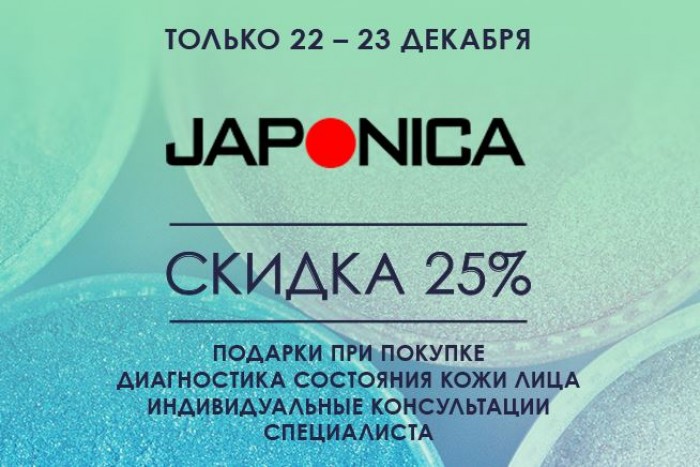 ТОЛЬКО 22 – 23 ДЕКАБРЯ
JAPONICA
СКИДКА 25%
ПОДАРКИ ПРИ ПОКУПКЕ
ДИАГНОСТИКА СОСТОЯНИЯ КОЖИ ЛИЦА
ИНДИВИДУАЛЬНЫЕ КОНСУЛЬТАЦИИ
СПЕЦИАЛИСТА